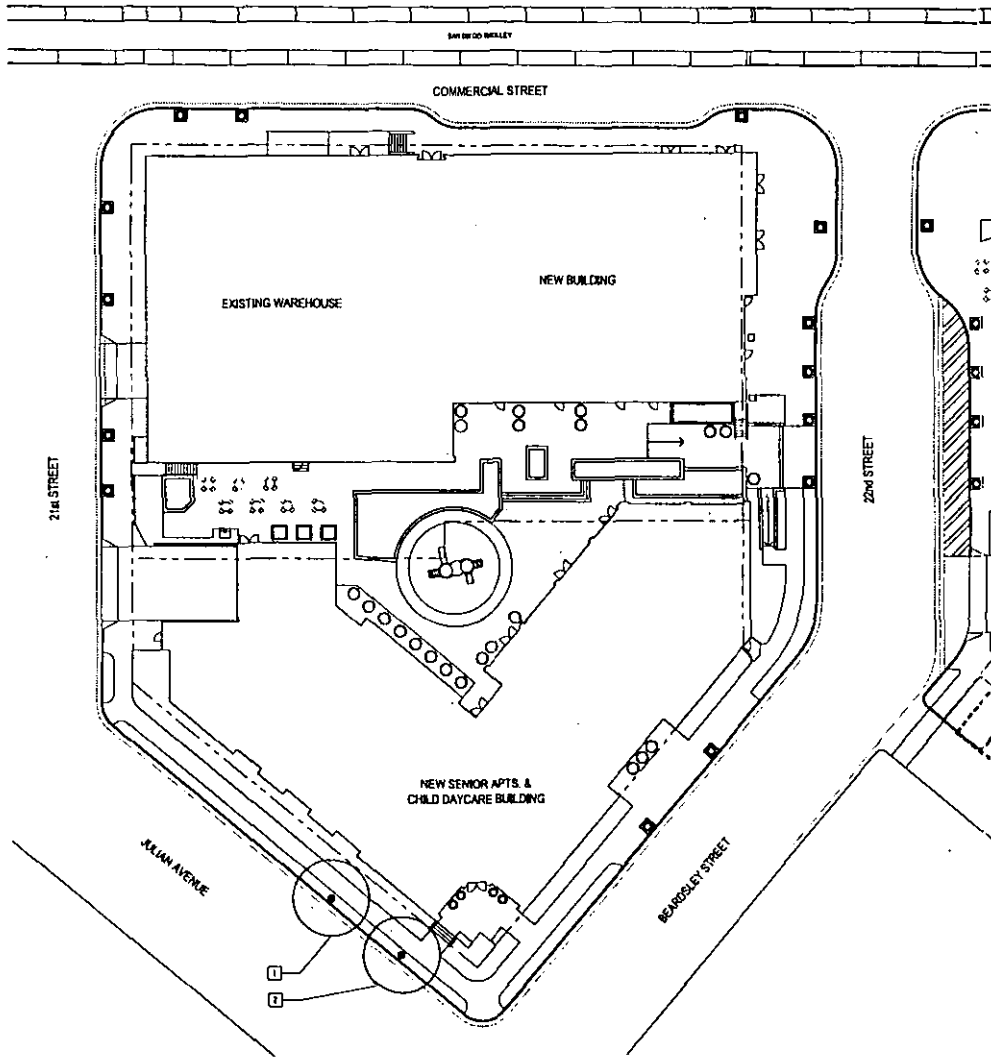 SAN DIEGO TROLLEY
COMMERCIAL STREET
NEW BUILDING
EXISTING WAREHOUSE
21st STREET
22nd STREET
NEW SENIOR APTS. &
CHILD DAYCARE BUILDING
JULIAN AVENUE
BEARDSLEY STREET
1
2